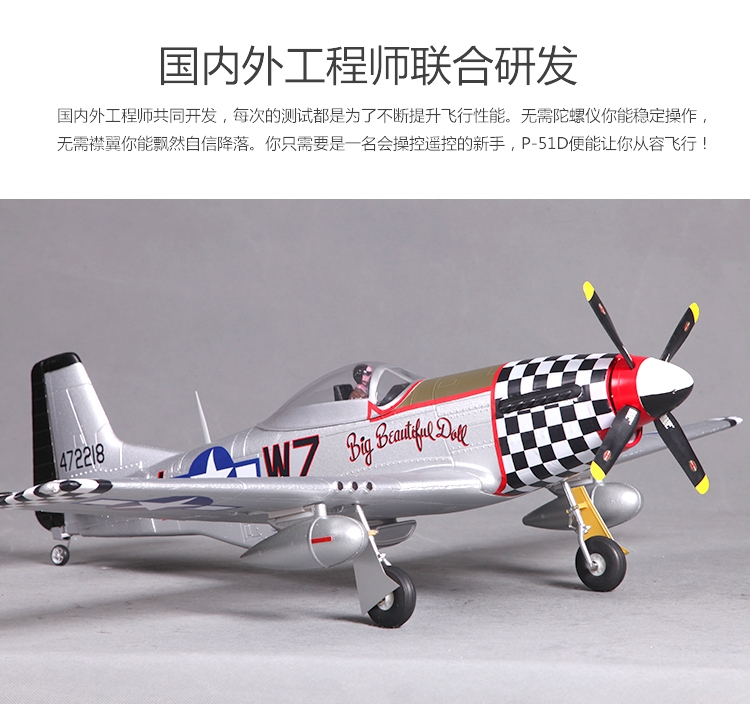 国内外工程师联合研发
国内外工程师共同开发，每次的测试都是为了不断提升飞行性能。无需陀螺仪你能稳定操作，
无需襟翼你能飘然自信降落。你只需要是一名会操控遥控的新手，P-51D便能让你从容飞行！
472218
W7
Big Beautiful Doll